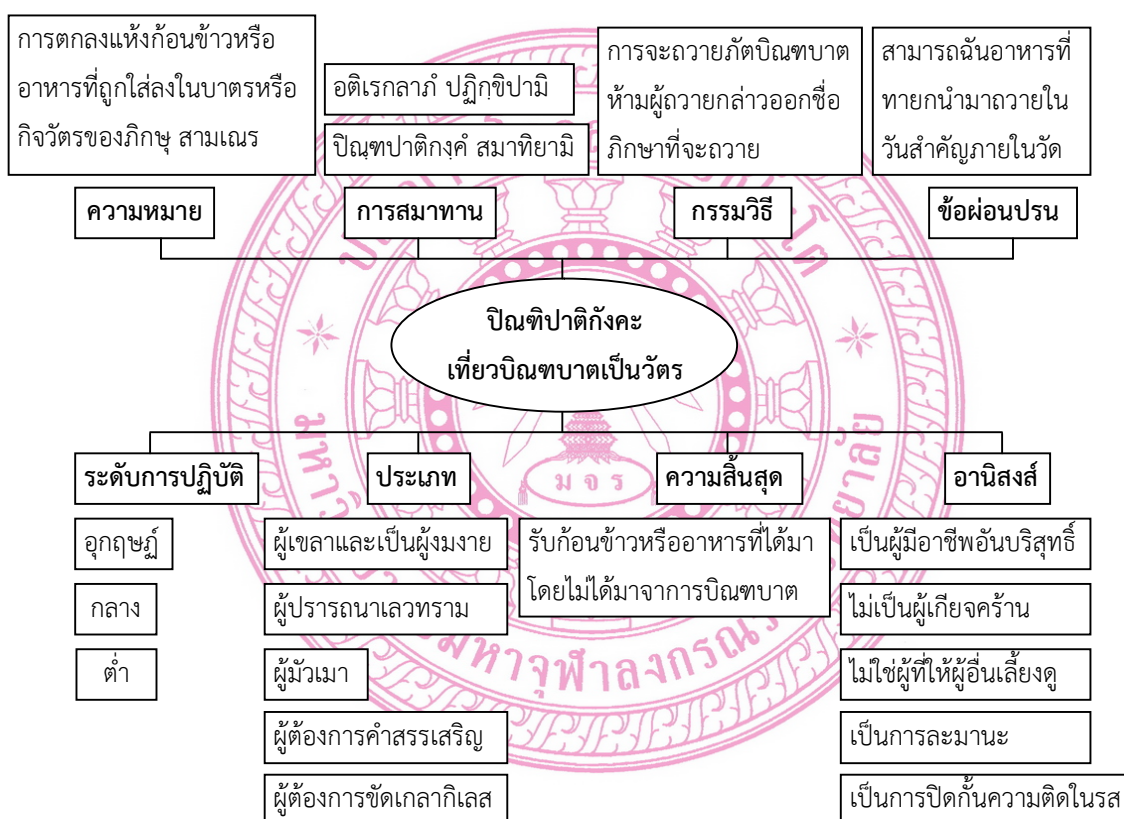 การตกลงแห้งก้อนข้าวหรือ
อาหารที่ถูกใส่ลงในบาตรหรือ
กิจวัตรของภิกษุ สามเณร
อติเรกลาภํ ปฏิกฺขิปามิ
ปิณฺฑปาติกงฺคํ สมาทิยามิ
การจะถวายภัตบิณฑบาต
ห้ามผู้ถวายกล่าวออกชื่อ
ภิกษาที่จะถวาย
สามารถฉันอาหารที่
ทายกนำมาถวายใน
วันสำคัญภายในวัด
ความหมาย
การสมาทาน
กรรมวิธี
ข้อผ่อนปรน
ปิณฑิปาติกังคะ
เที่ยวบิณฑบาตเป็นวัตร
ระดับการปฏิบัติ
ประเภท
ความสิ้นสุด
อานิสงส์
อุกฤษฏ์
กลาง
ต่ำ
ผู้เขลาและเป็นผู้งมงาย
ผู้ปรารถนาเลวทราม
ผู้มัวเมา
ผู้ต้องการคำสรรเสริญ
ผู้ต้องการขัดเกลากิเลส
รับก้อนข้าวหรืออาหารที่ได้มา
โดยไม่ได้มาจาการบิณฑบาต
เป็นผู้มีอาชีพอันบริสุทธิ์
ไม่เป็นผู้เกียจคร้าน
ไม่ใช่ผู้ที่ให้ผู้อื่นเลี้ยงดู
เป็นการละมานะ
เป็นการปิดกั้นความติดในรส
ม จ ร
มหาจุฬาลงกรณ